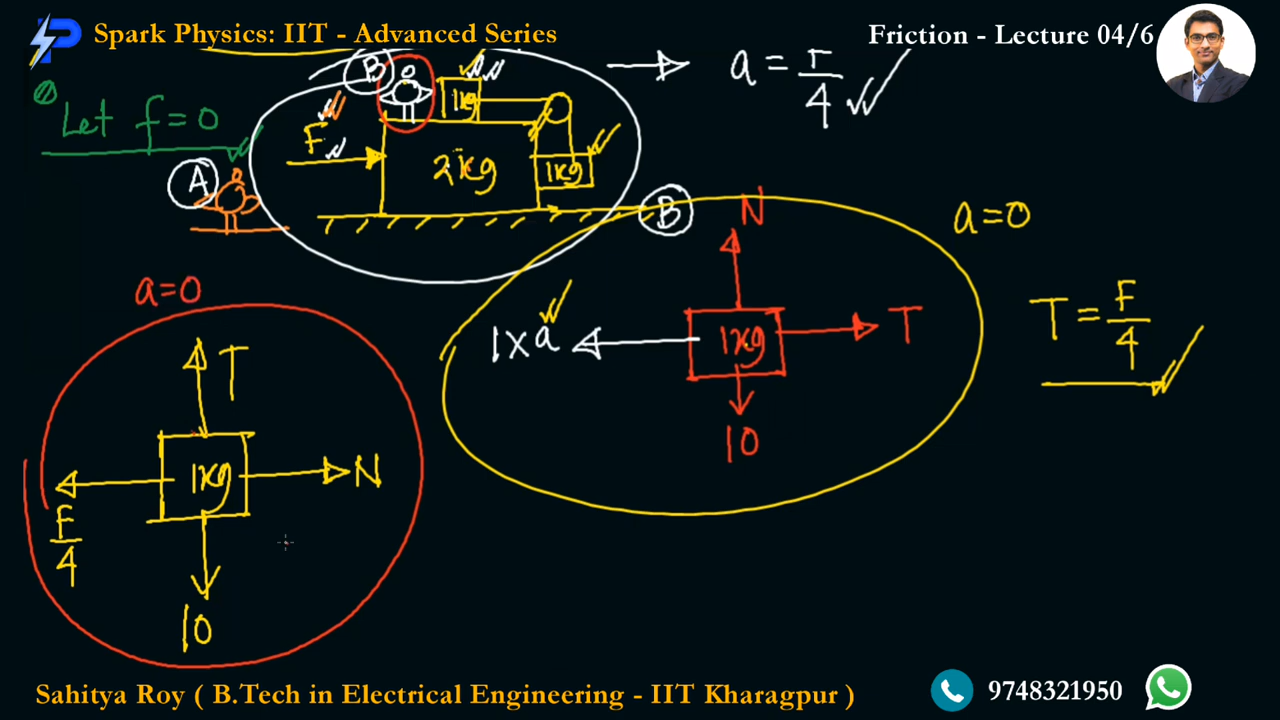 Spark Physics: IIT - Advanced Series
Friction - Lecture 04/6
Let f=0
F
B
1kg
2kg
1kg
A
a = F/4
B
a=0
N
1×a
1kg
T
10
T = F/4
a=0
T
1kg
N
F/4
10
Sahitya Roy ( B.Tech in Electrical Engineering - IIT Kharagpur )
9748321950